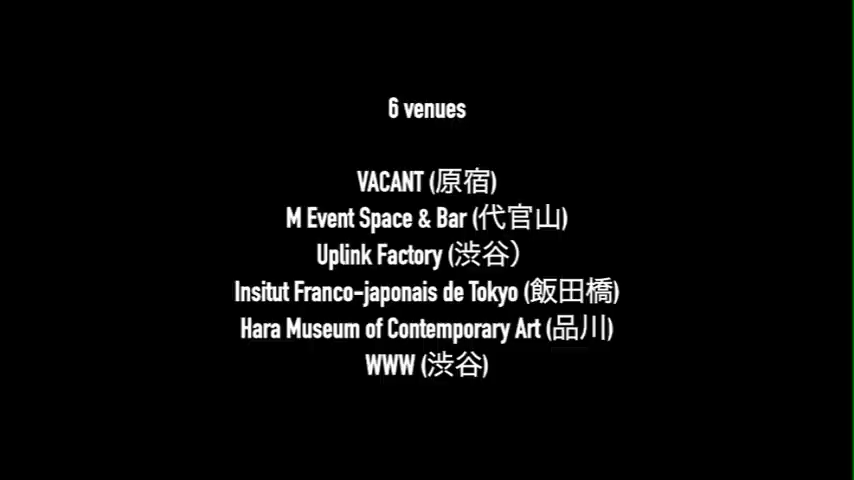 6 venues
VACANT (原宿)
M Event Space & Bar (代官山)
Uplink Factory (渋谷）
Insitut Franco-japonais de Tokyo (飯田橋)
Hara Museum of Contemporary Art (品川)
WWW (渋谷)